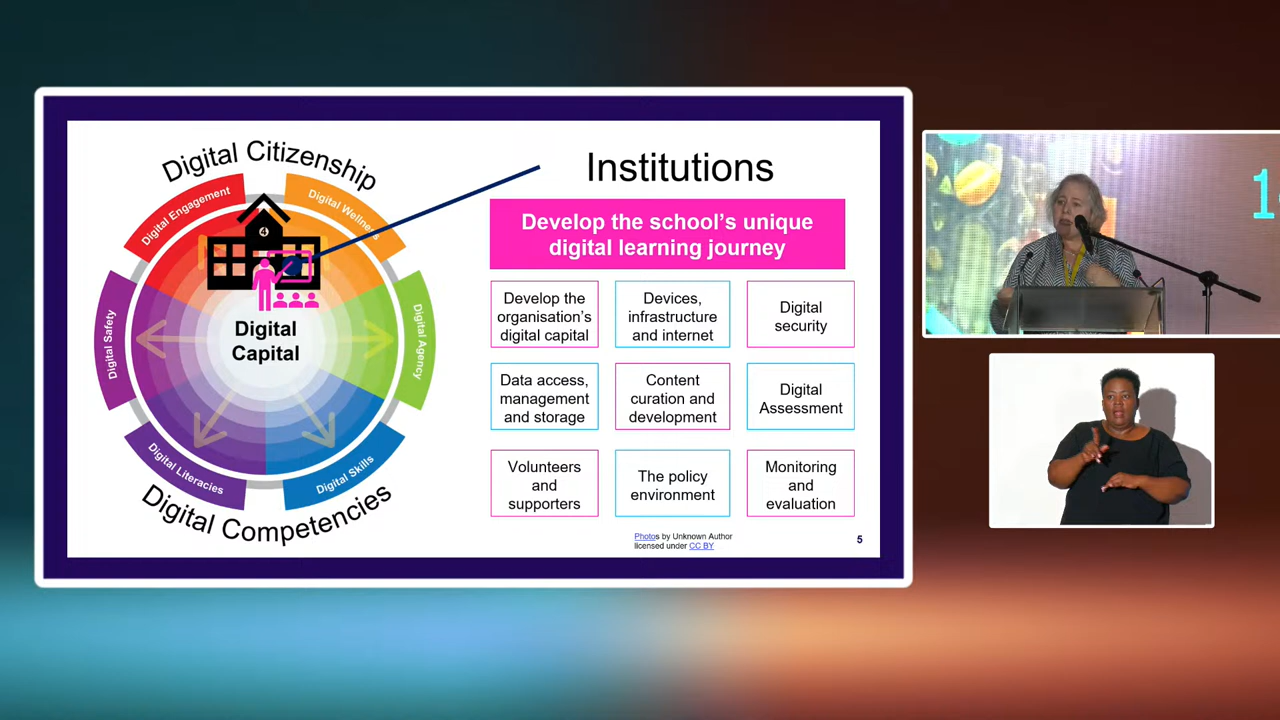 Digital Citizenship
Digital Engagement
Digital Wellness
Digital Safety
Digital Agency
4
Digital
Capital
Digital Literacies
Digital Skills
Digital Competencies
Institutions
Develop the school's unique
digital learning journey
Develop the
organisation's
digital capital
Devices,
infrastructure
and internet
Digital
security
Data access,
management
and storage
Content
curation and
development
Digital
Assessment
Volunteers
and
supporters
The policy
environment
Monitoring
and
evaluation
Photos by Unknown Author
licensed under CC BY
5